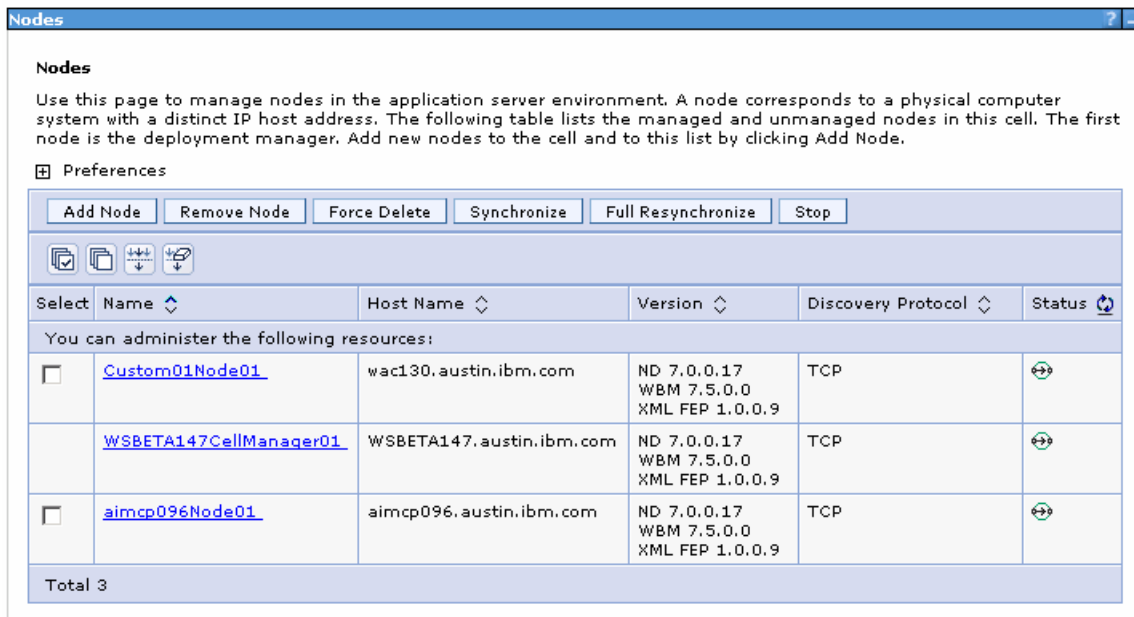 Nodes ? _
Nodes
Use this page to manage nodes in the application server environment. A node corresponds to a physical computer
system with a distinct IP host address. The following table lists the managed and unmanaged nodes in this cell. The first
node is the deployment manager. Add new nodes to the cell and to this list by clicking Add Node.
Preferences
Add Node Remove Node Force Delete Synchronize Full Resynchronize Stop
Select Name Host Name Version Discovery Protocol Status
You can administer the following resources:
Custom01Node01 wac130.austin.ibm.com ND 7.0.0.17 TCP
WBM 7.5.0.0
XML FEP 1.0.0.9
WSBETA147CellManager01 WSBETA147.austin.ibm.com ND 7.0.0.17 TCP
WBM 7.5.0.0
XML FEP 1.0.0.9
aimcp096Node01 aimcp096.austin.ibm.com ND 7.0.0.17 TCP
WBM 7.5.0.0
XML FEP 1.0.0.9
Total 3